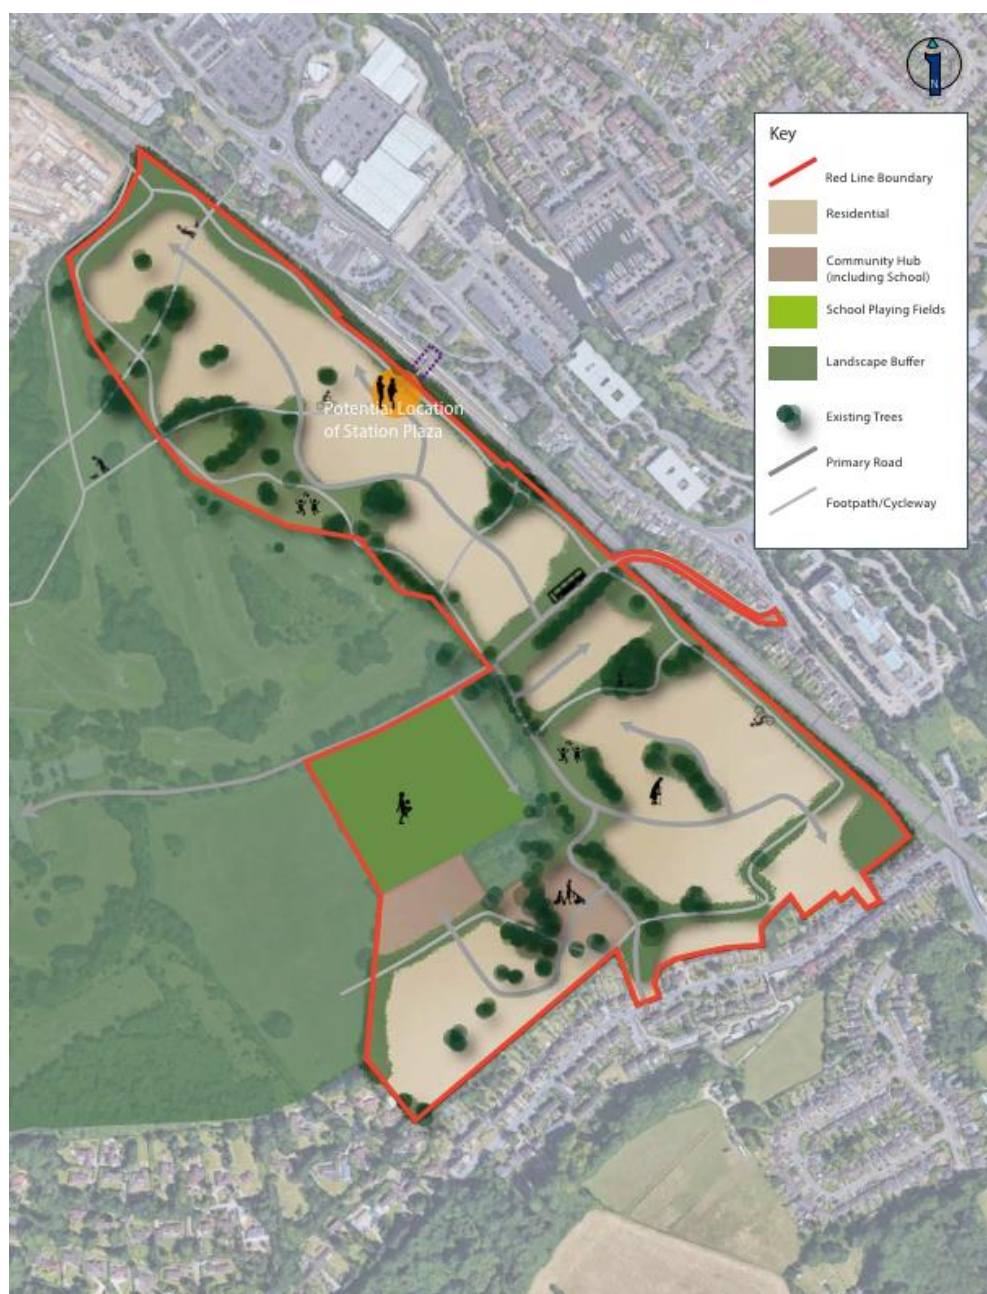 N
Key
Red Line Boundary
Residential
Community Hub
(including School)
School Playing Fields
Landscape Buffer
Existing Trees
Primary Road
Footpath/Cycleway
Potential Location
of Station Plaza